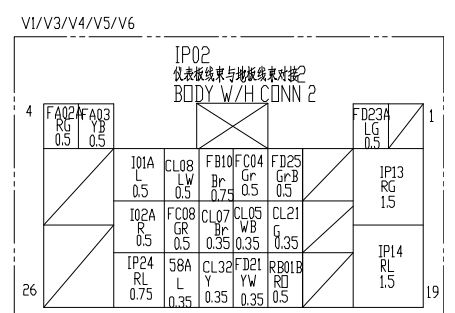 V1/V3/V4/V5/V6
IP02
仪表板线束与地板线束对接2
BODY W/H CONN 2
4 FA02A FA03 FD23A 1
RG YB LG
0.5 0.5 0.5
I01A CL08 FB10 FC04 FD25 IP13
L LW Br Gr GrB RG
0.5 0.5 0.75 0.5 0.5 1.5
I02A FC08 CL07 CL05 CL21
R GR Br WB G
0.5 0.5 0.35 0.35 0.35
IP24 58A CL32 FD21 RB01B IP14
RL L Y YW RO RL
0.75 0.35 0.35 0.35 0.5 1.5
26 19